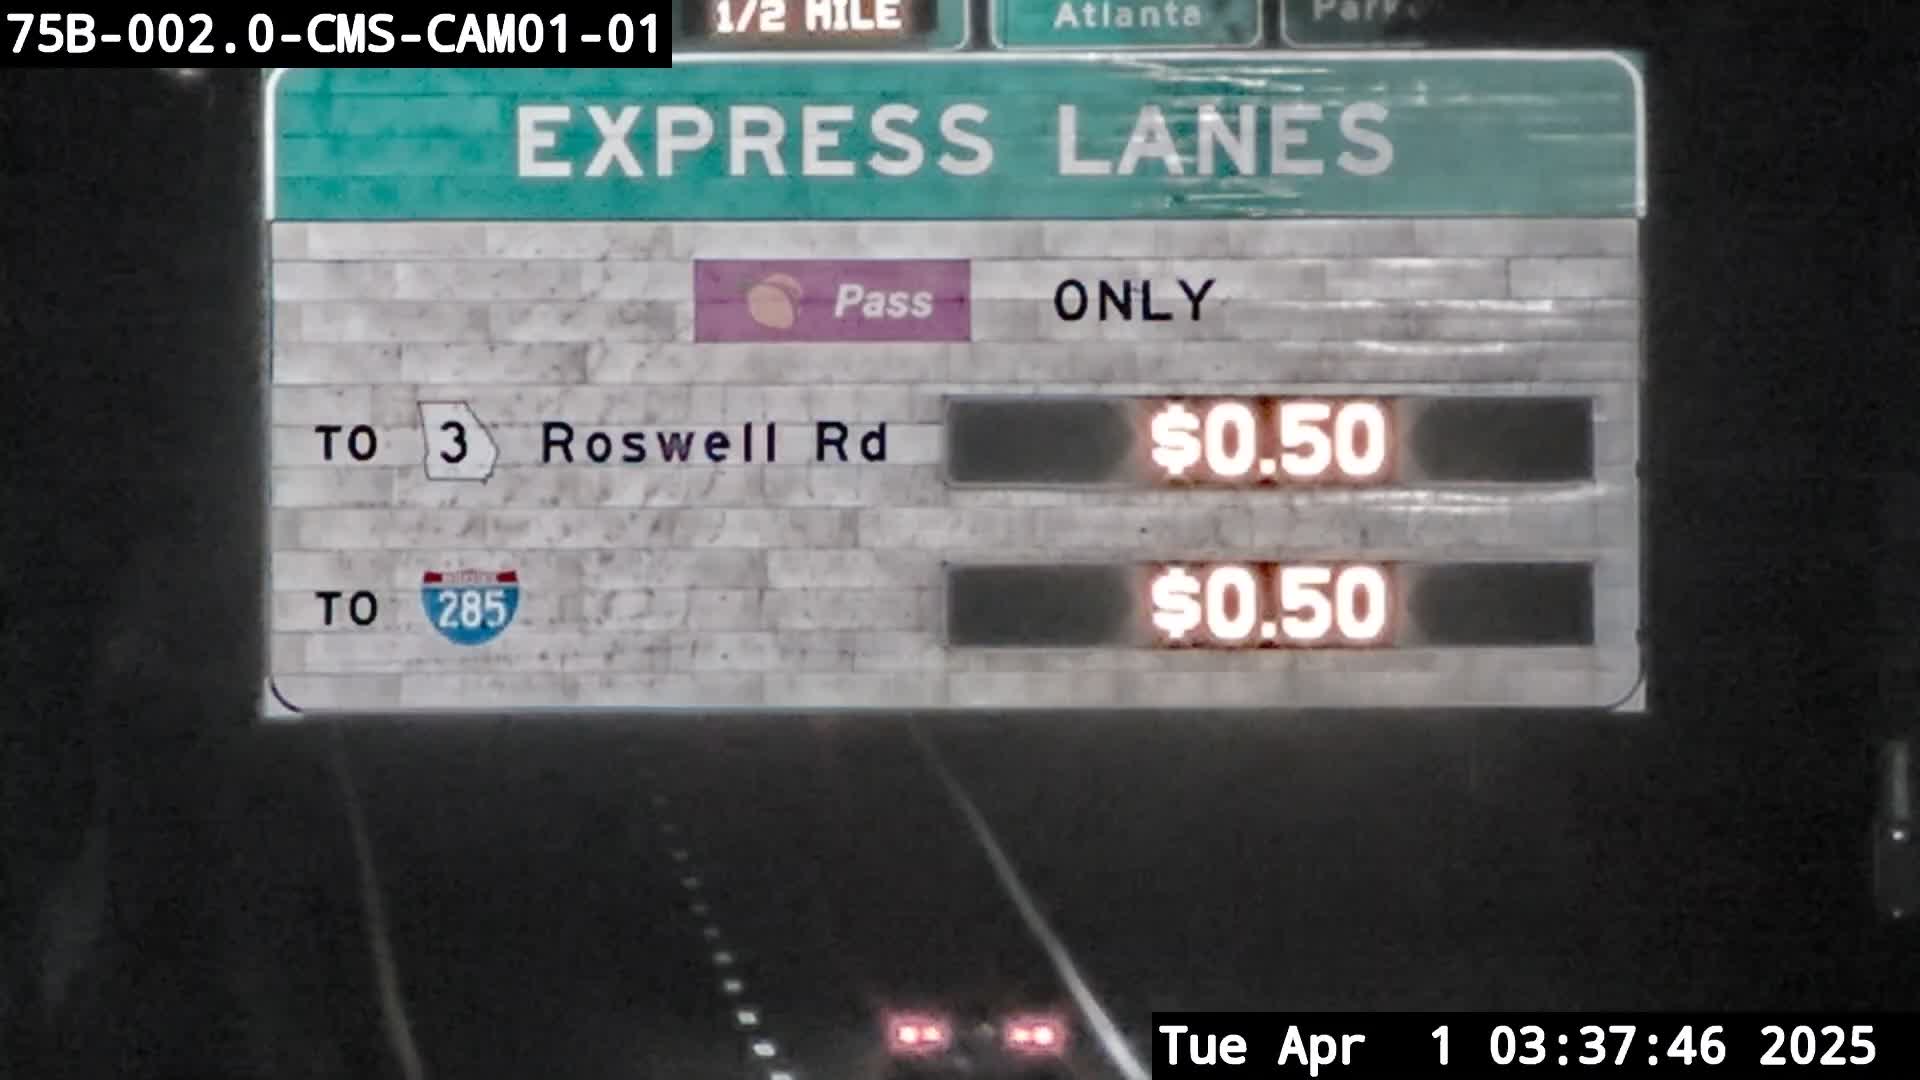 75B-002.0-CMS-CAM01-01
1/2 MILE
Atlanta
EXPRESS LANES
Pass ONLY
TO 3 Roswell Rd $0.50
TO 285 $0.50
Tue Apr 1 03:37:46 2025